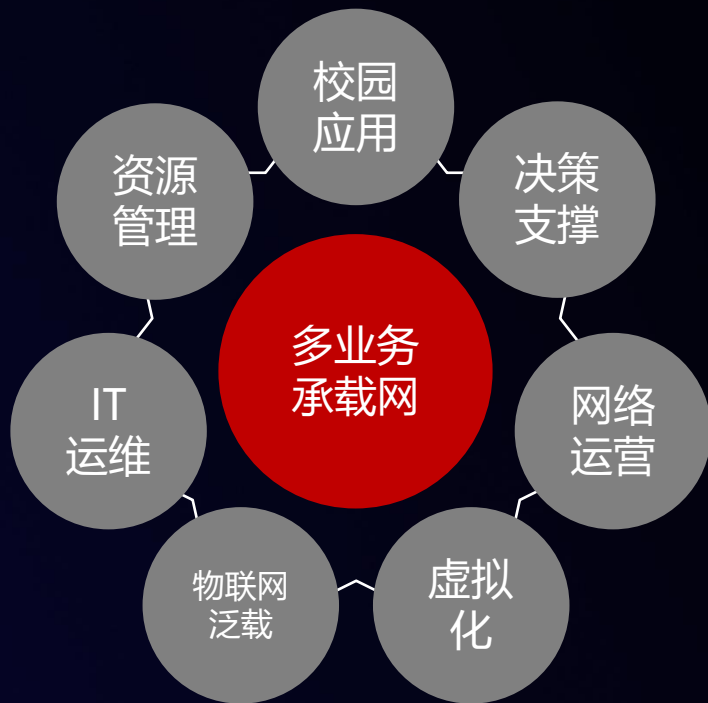 校园
应用
资源
管理
决策
支撑
多业务
承载网
IT
运维
网络
运营
物联网
泛载
虚拟
化